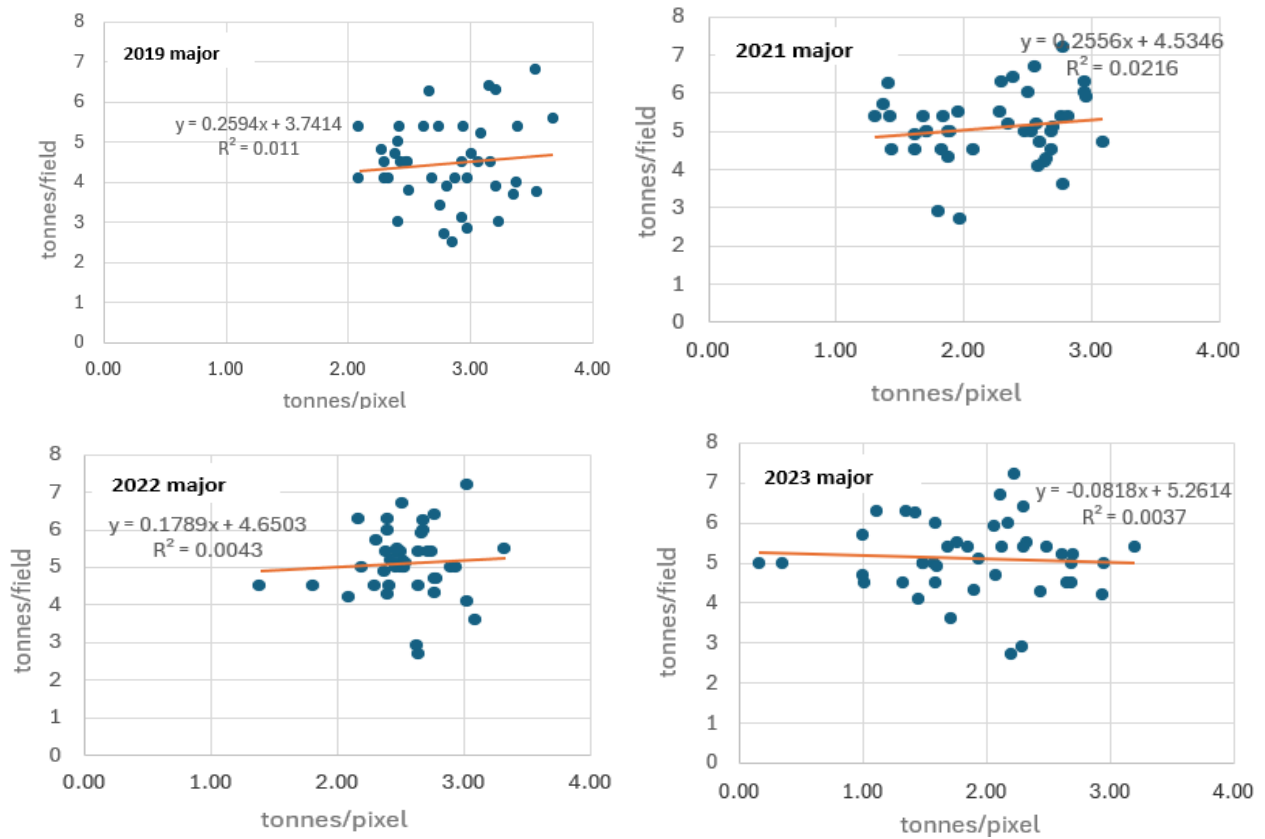 8
7
6
5
4
3
2
1
0
tonnes/field
2019 major
y = 0.2594x + 3.7414
R² = 0.011
0.00 1.00 2.00 3.00 4.00
tonnes/pixel
8
7
6
5
4
3
2
1
0
tonnes/field
2021 major
y = 0.2556x + 4.5346
R² = 0.0216
0.00 1.00 2.00 3.00 4.00
tonnes/pixel
8
7
6
5
4
3
2
1
0
tonnes/field
2022 major
y = 0.1789x + 4.6503
R² = 0.0043
0.00 1.00 2.00 3.00 4.00
tonnes/pixel
8
7
6
5
4
3
2
1
0
tonnes/field
2023 major
y = -0.0818x + 5.2614
R² = 0.0037
0.00 1.00 2.00 3.00 4.00
tonnes/pixel